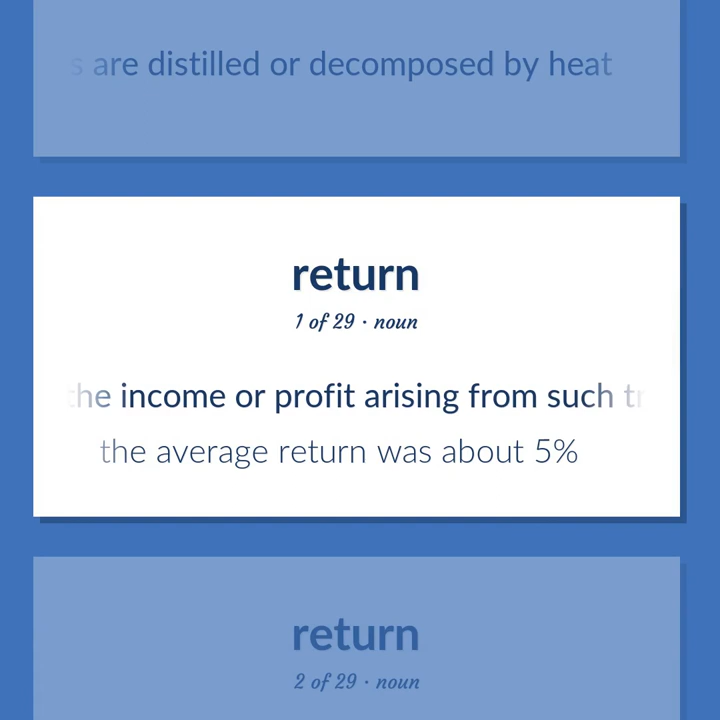 are distilled or decomposed by heat
return
1 of 29 · noun
the income or profit arising from such
the average return was about 5%
return
2 of 29 · noun